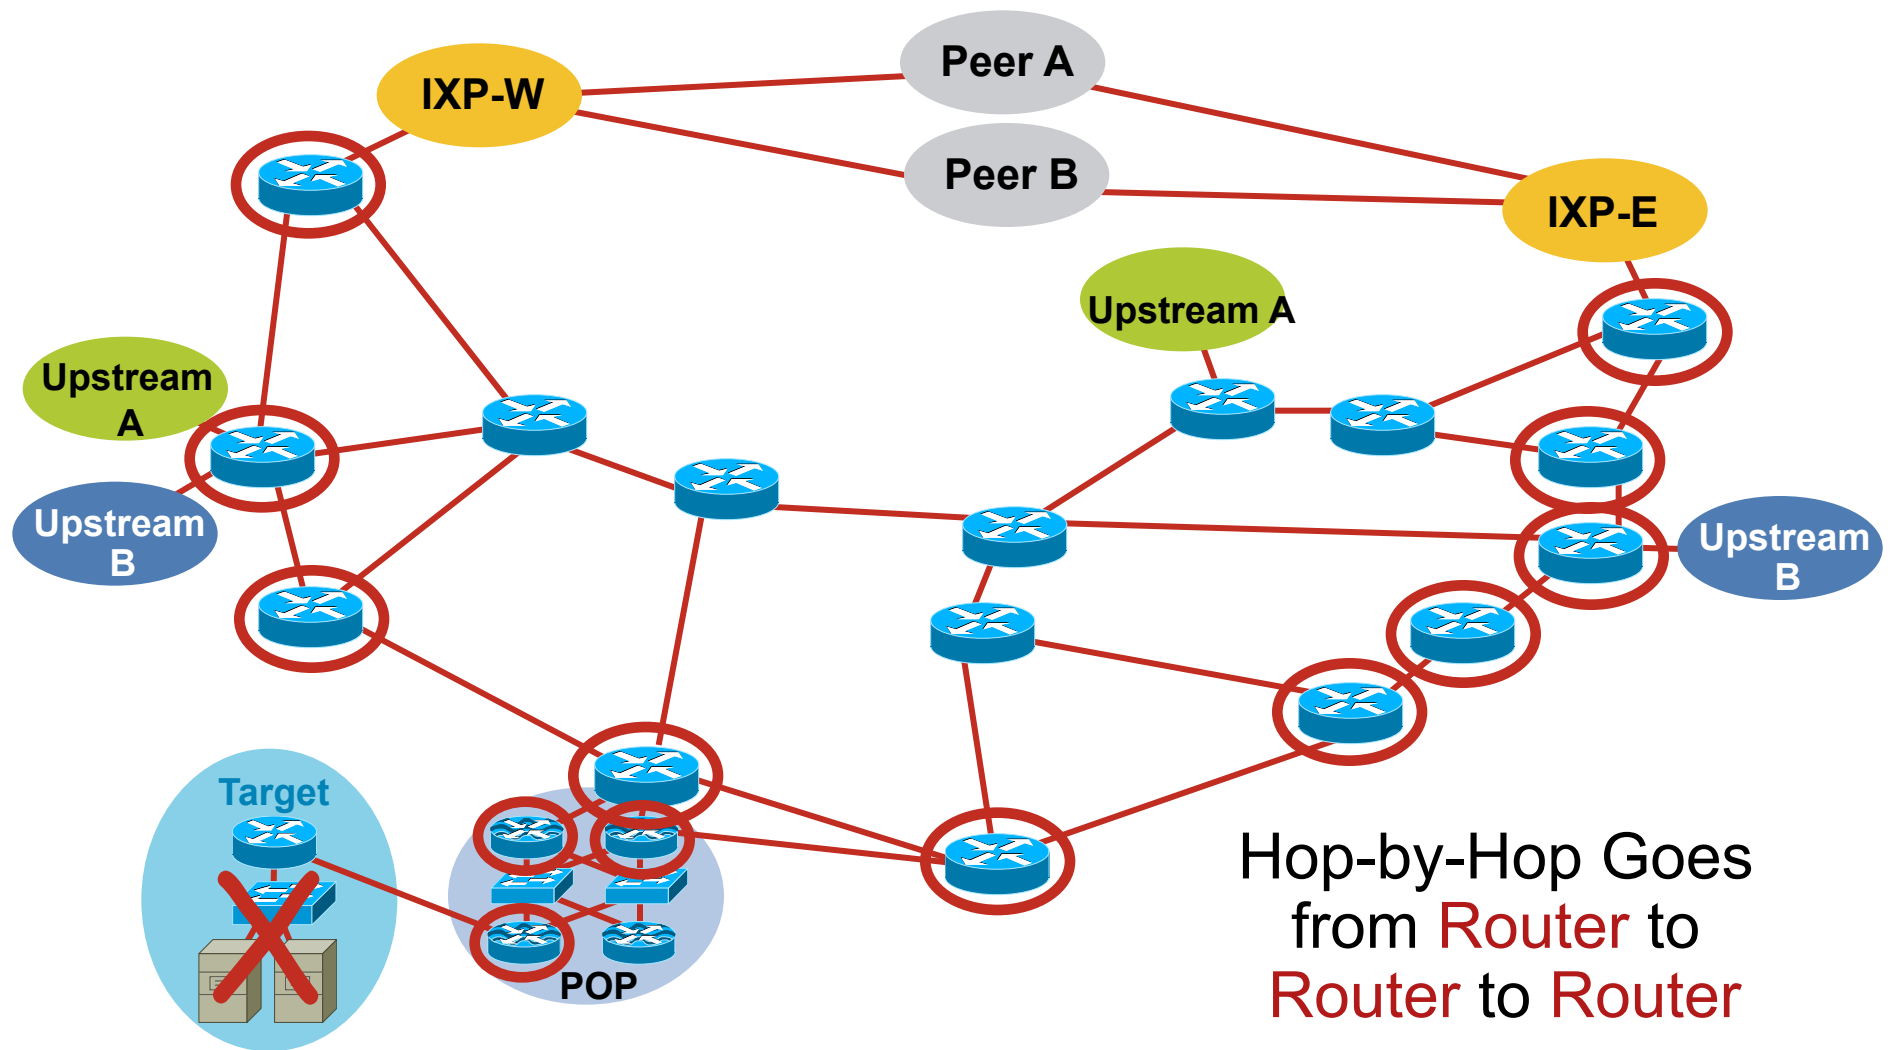 Peer A
IXP-W
Peer B
IXP-E
Upstream A
Upstream
A
Upstream
B
Upstream
B
Target
POP
Hop-by-Hop Goes
from Router to
Router to Router